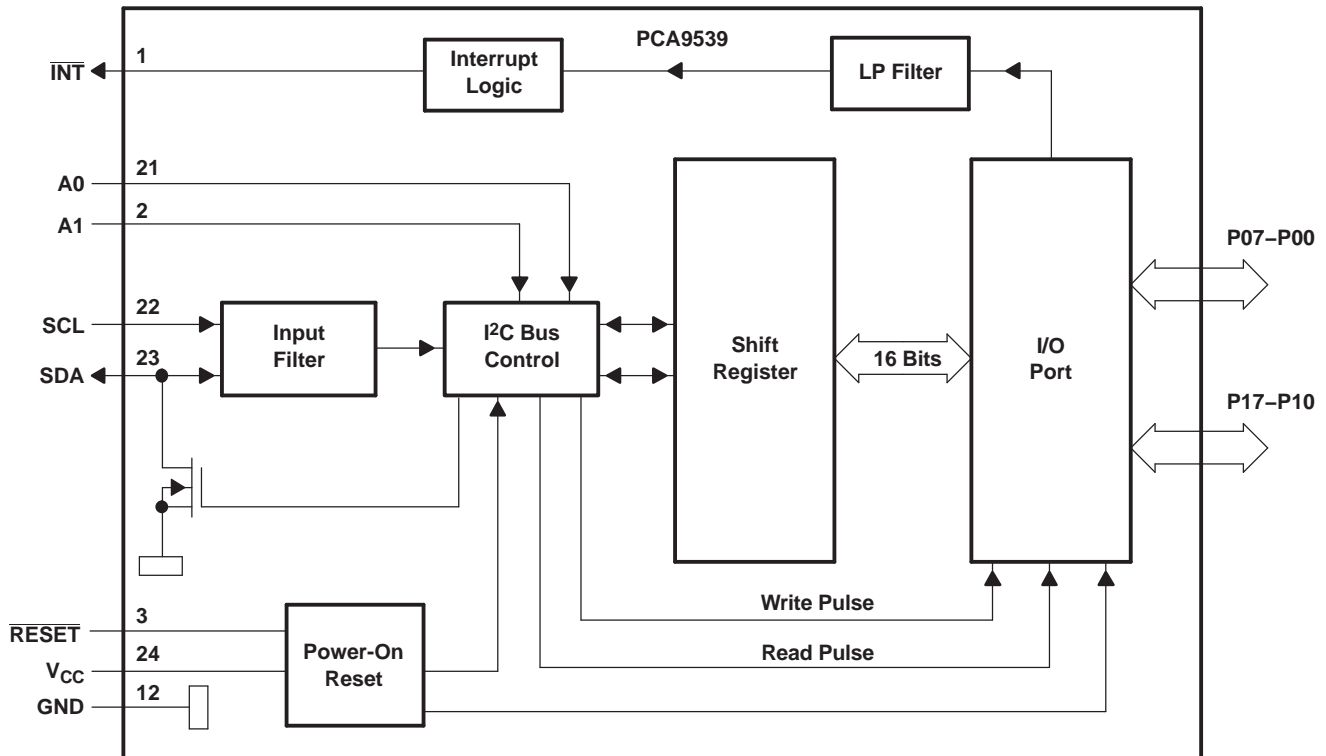 PCA9539
1
INT
Interrupt
Logic
LP Filter
21
A0
2
A1
P07–P00
22
SCL
Input
Filter
I2C Bus
Control
Shift
Register
16 Bits
I/O
Port
23
SDA
P17–P10
Write Pulse
3
RESET
Power-On
Reset
Read Pulse
24
VCC
12
GND